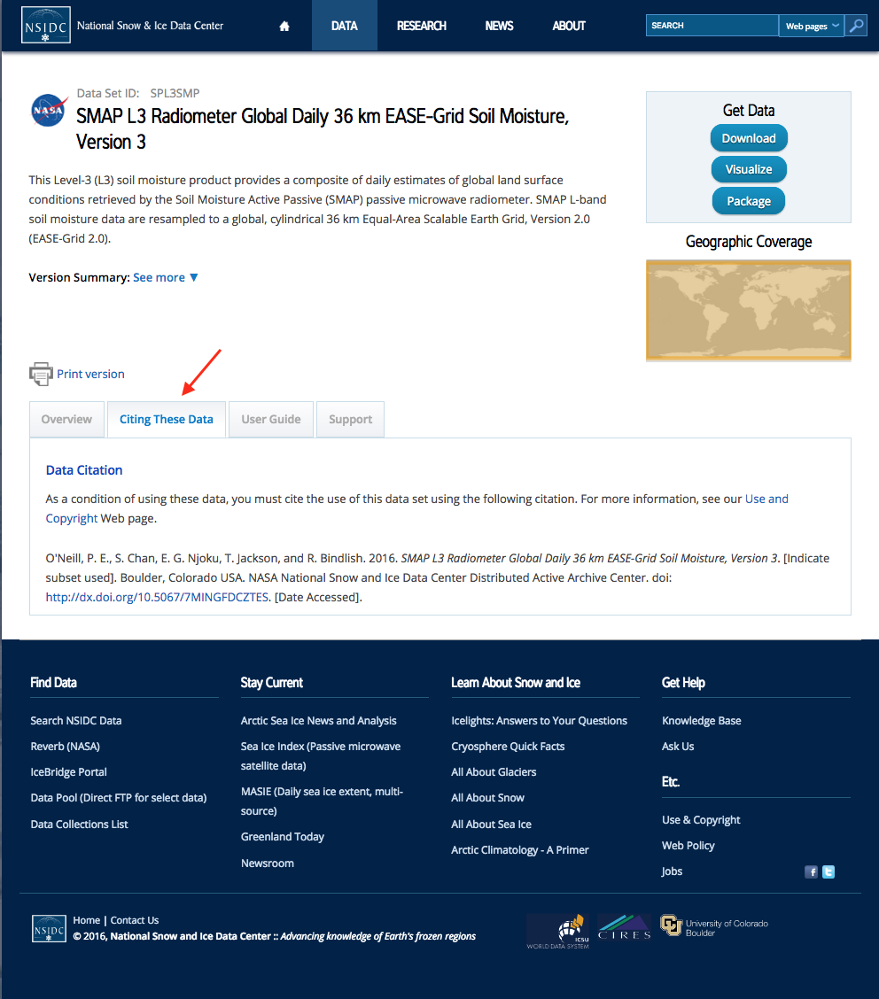 NSIDC
National Snow & Ice Data Center
DATA
RESEARCH
NEWS
ABOUT
SEARCH
Web pages
NASA
Data Set ID: SPL3SMP
SMAP L3 Radiometer Global Daily 36 km EASE-Grid Soil Moisture,
Version 3
This Level-3 (L3) soil moisture product provides a composite of daily estimates of global land surface
conditions retrieved by the Soil Moisture Active Passive (SMAP) passive microwave radiometer. SMAP L-band
soil moisture data are resampled to a global, cylindrical 36 km Equal-Area Scalable Earth Grid, Version 2.0
(EASE-Grid 2.0).
Version Summary: See more ▼
Get Data
Download
Visualize
Package
Geographic Coverage
Print version
Overview
Citing These Data
User Guide
Support
Data Citation
As a condition of using these data, you must cite the use of this data set using the following citation. For more information, see our Use and
Copyright Web page.
O'Neill, P. E., S. Chan, E. G. Njoku, T. Jackson, and R. Bindlish. 2016. SMAP L3 Radiometer Global Daily 36 km EASE-Grid Soil Moisture, Version 3. [Indicate
subset used]. Boulder, Colorado USA. NASA National Snow and Ice Data Center Distributed Active Archive Center. doi:
http://dx.doi.org/10.5067/7MINGFDCZTES. [Date Accessed].
Find Data
Search NSIDC Data
Reverb (NASA)
IceBridge Portal
Data Pool (Direct FTP for select data)
Data Collections List
Stay Current
Arctic Sea Ice News and Analysis
Sea Ice Index (Passive microwave
satellite data)
MASIE (Daily sea ice extent, multi-
source)
Greenland Today
Newsroom
Learn About Snow and Ice
Icelights: Answers to Your Questions
Cryosphere Quick Facts
All About Glaciers
All About Snow
All About Sea Ice
Arctic Climatology - A Primer
Get Help
Knowledge Base
Ask Us
Etc.
Use & Copyright
Web Policy
Jobs
NSIDC
Home | Contact Us
© 2016, National Snow and Ice Data Center :: Advancing knowledge of Earth's frozen regions
ICSU
WORLD DATA SYSTEM
CIRES
CU
University of Colorado
Boulder